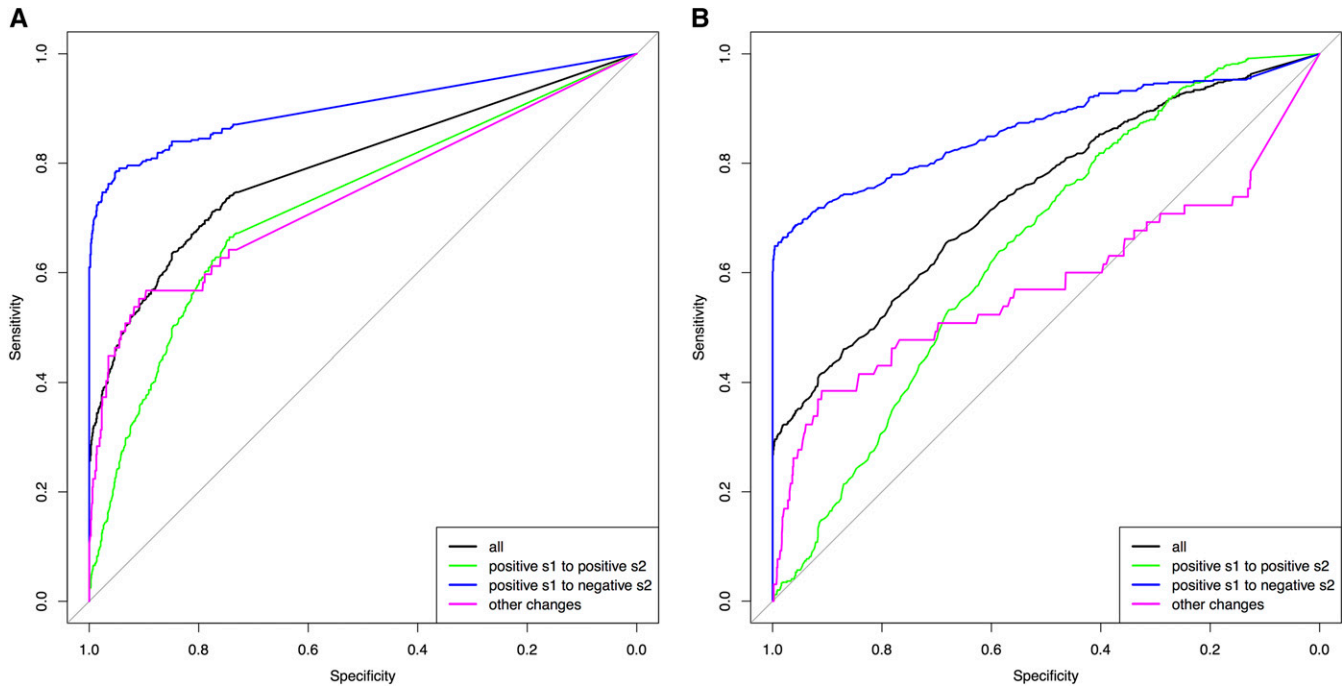 A
1.0
0.8
0.6
0.4
0.2
0.0
Sensitivity
all
positive s1 to positive s2
positive s1 to negative s2
other changes
1.0 0.8 0.6 0.4 0.2 0.0
Specificity
B
1.0
0.8
0.6
0.4
0.2
0.0
Sensitivity
all
positive s1 to positive s2
positive s1 to negative s2
other changes
1.0 0.8 0.6 0.4 0.2 0.0
Specificity